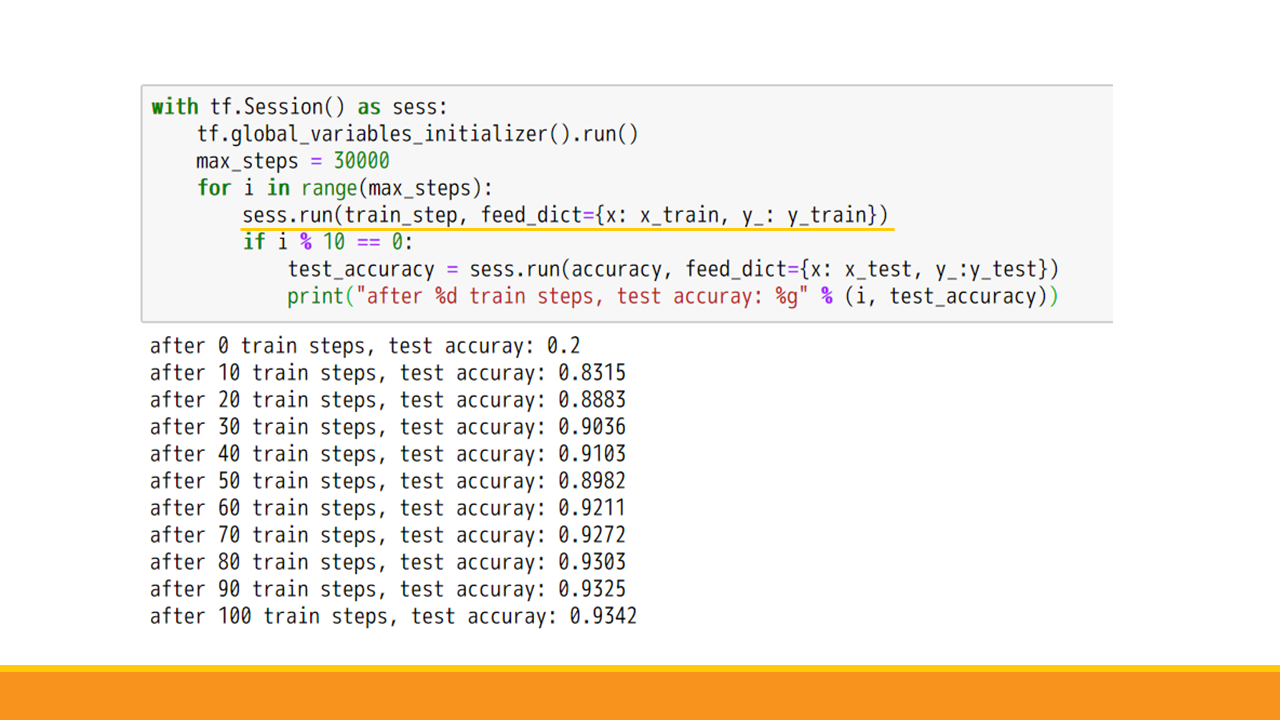 with tf.Session() as sess:
    tf.global_variables_initializer().run()
    max_steps = 30000
    for i in range(max_steps):
        sess.run(train_step, feed_dict={x: x_train, y_: y_train})
        if i % 10 == 0:
            test_accuracy = sess.run(accuracy, feed_dict={x: x_test, y_:y_test})
            print("after %d train steps, test accuray: %g" % (i, test_accuracy))
after 0 train steps, test accuray: 0.2
after 10 train steps, test accuray: 0.8315
after 20 train steps, test accuray: 0.8883
after 30 train steps, test accuray: 0.9036
after 40 train steps, test accuray: 0.9103
after 50 train steps, test accuray: 0.8982
after 60 train steps, test accuray: 0.9211
after 70 train steps, test accuray: 0.9272
after 80 train steps, test accuray: 0.9303
after 90 train steps, test accuray: 0.9325
after 100 train steps, test accuray: 0.9342